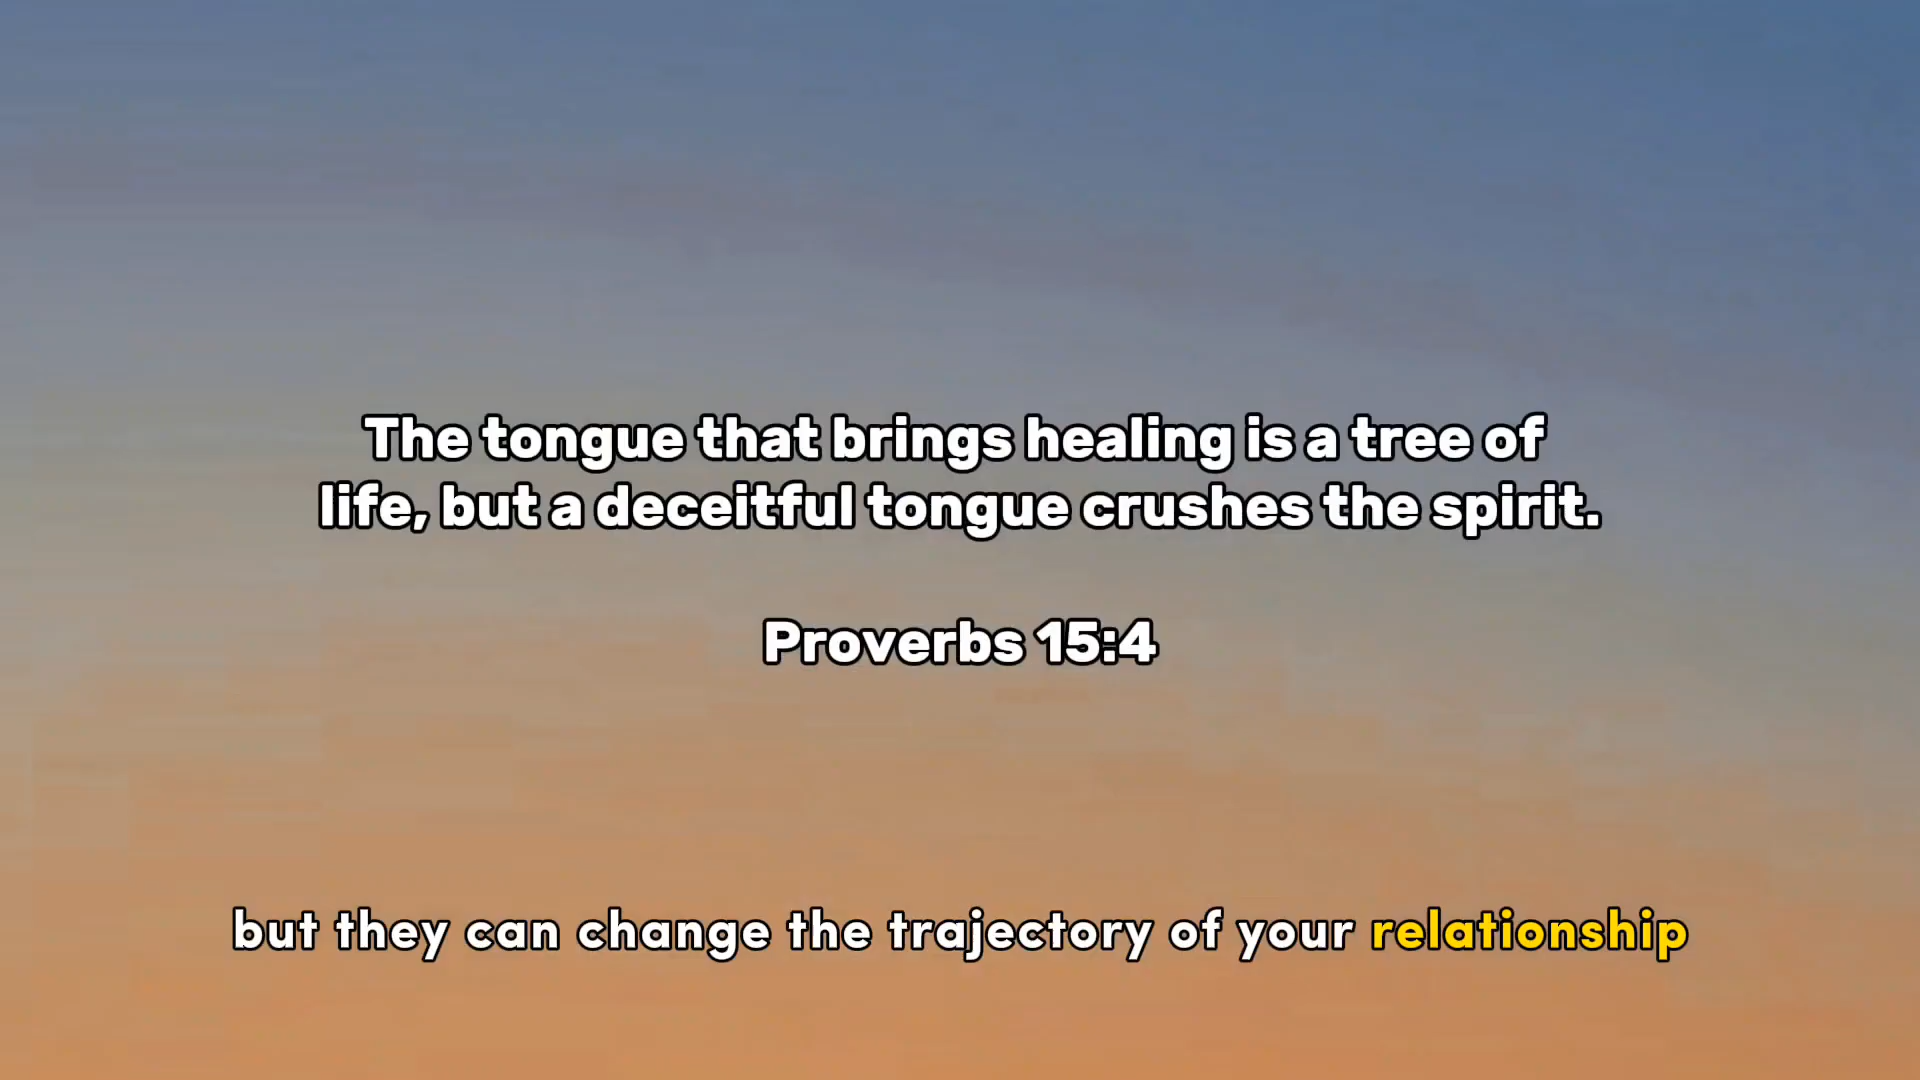 The tongue that brings healing is a tree of
life, but a deceitful tongue crushes the spirit.
Proverbs 15:4
but they can change the trajectory of your relationship